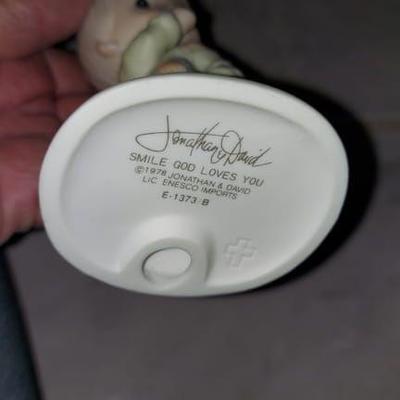 Jonathan & David
SMILE GOD LOVES YOU
©1978 JONATHAN & DAVID
LIC. ENESCO IMPORTS
E-1373-B